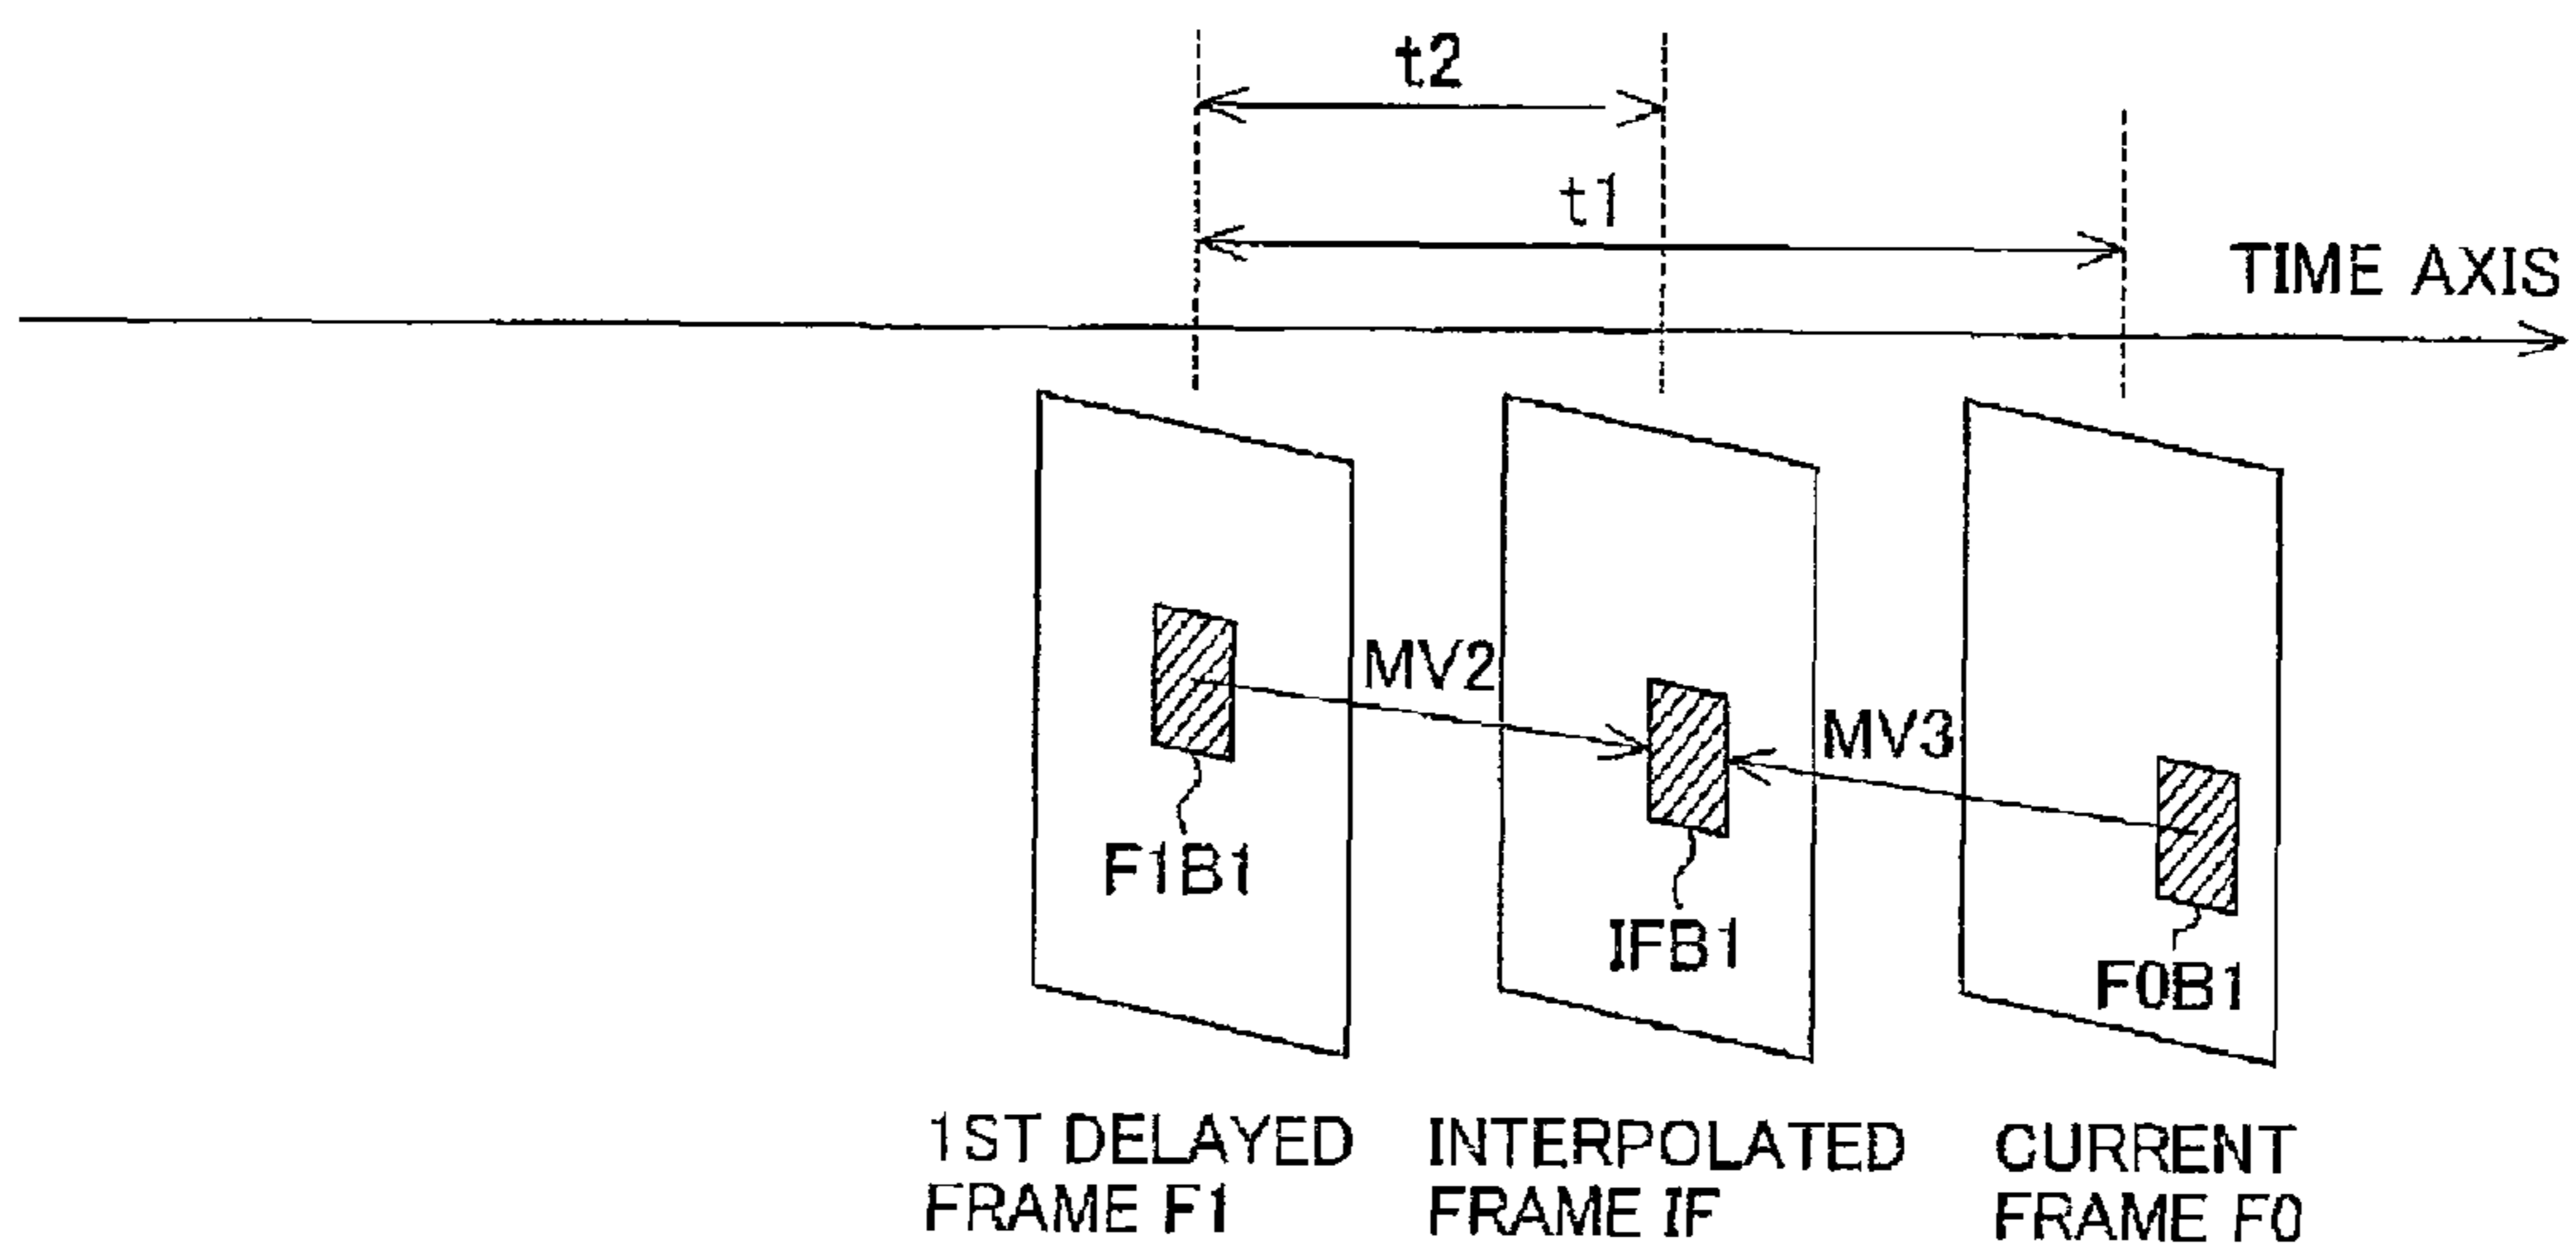 t2
t1
TIME AXIS
MV2
MV3
F1B1
IFB1
F0B1
1ST DELAYED
FRAME F1
INTERPOLATED
FRAME IF
CURRENT
FRAME F0